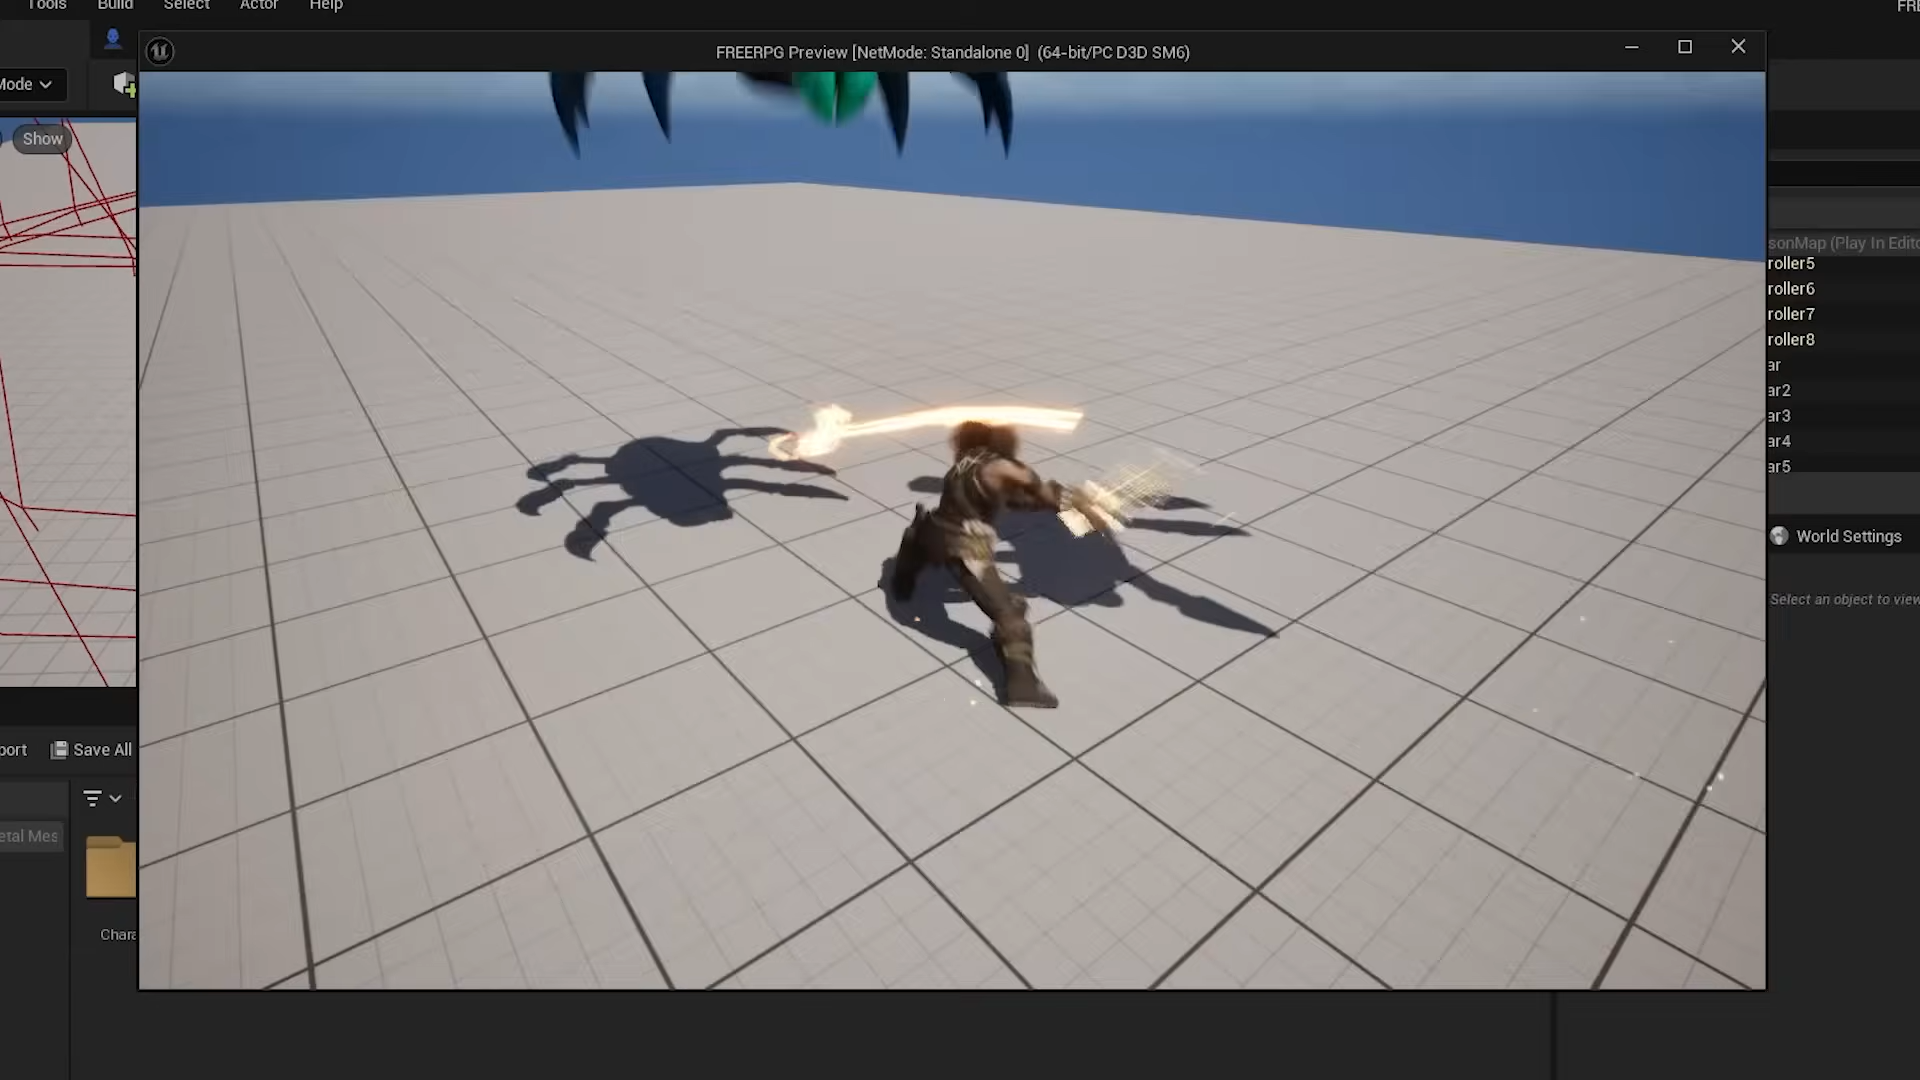 Tools Build Select Actor Help
FRE
FREERPG Preview [NetMode: Standalone 0] (64-bit/PC D3D SM6)
Mode
Show
sonMap (Play In Edito
roller5
roller6
roller7
roller8
ar
ar2
ar3
ar4
ar5
World Settings
Select an object to view
port Save All
etal Mes
Chara